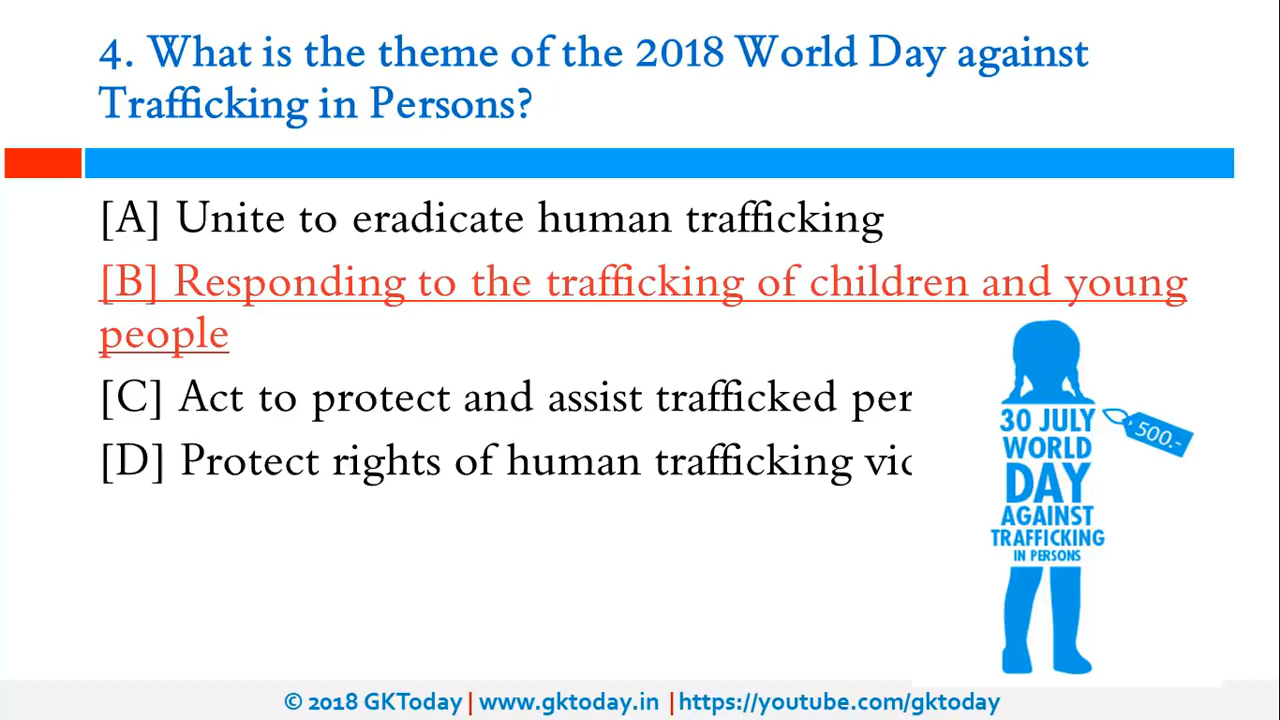 4. What is the theme of the 2018 World Day against
Trafficking in Persons?
[A] Unite to eradicate human trafficking
[B] Responding to the trafficking of children and young
people
[C] Act to protect and assist trafficked per
[D] Protect rights of human trafficking vic
30 JULY
WORLD
DAY
AGAINST
TRAFFICKING
IN PERSONS
500.-
© 2018 GKToday | www.gktoday.in | https://youtube.com/gktoday